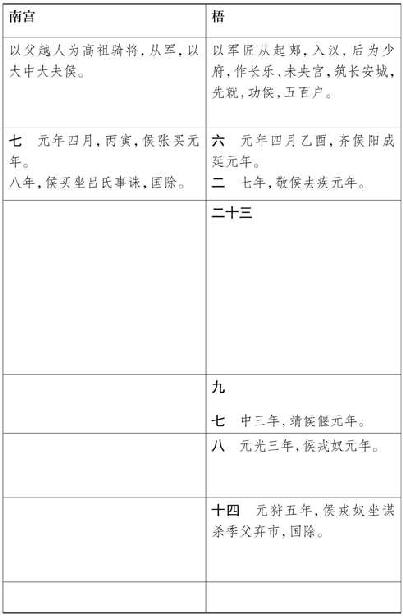 南宫
梧
以父越人为高祖骑将，从军，以
大中大夫侯。
以军匠从起郏，入汉，后为少
府，作长乐、未央宫，筑长安城，
先就，功侯，五百户。
七　元年四月，丙寅，侯张买元
年。
八年，侯买坐吕氏事诛，国除。
六　元年四月乙酉，齐侯阳成
延元年。
二　七年，敬侯去疾元年。
二十三
九
七　中三年，靖侯偃元年。
八　元光三年，侯戎奴元年。
十四　元狩五年，侯戎奴坐谋
杀季父弃市，国除。